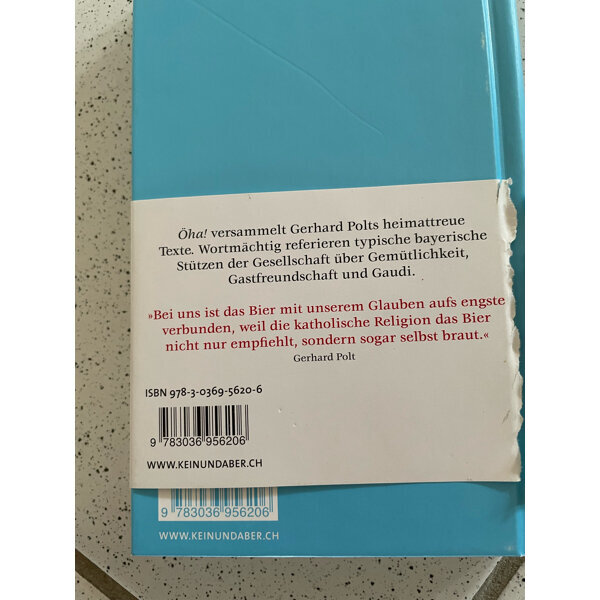 Öha! versammelt Gerhard Polts heimattreue
Texte. Wortmächtig referieren typische bayerische
Stützen der Gesellschaft über Gemütlichkeit,
Gastfreundschaft und Gaudi.
»Bei uns ist das Bier mit unserem Glauben aufs engste
verbunden, weil die katholische Religion das Bier
nicht nur empfiehlt, sondern sogar selbst braut.«
Gerhard Polt
ISBN 978-3-0369-5620-6
9 783036 956206
WWW.KEINUNDABER.CH
9 783036 956206
WWW.KEINUNDABER.CH